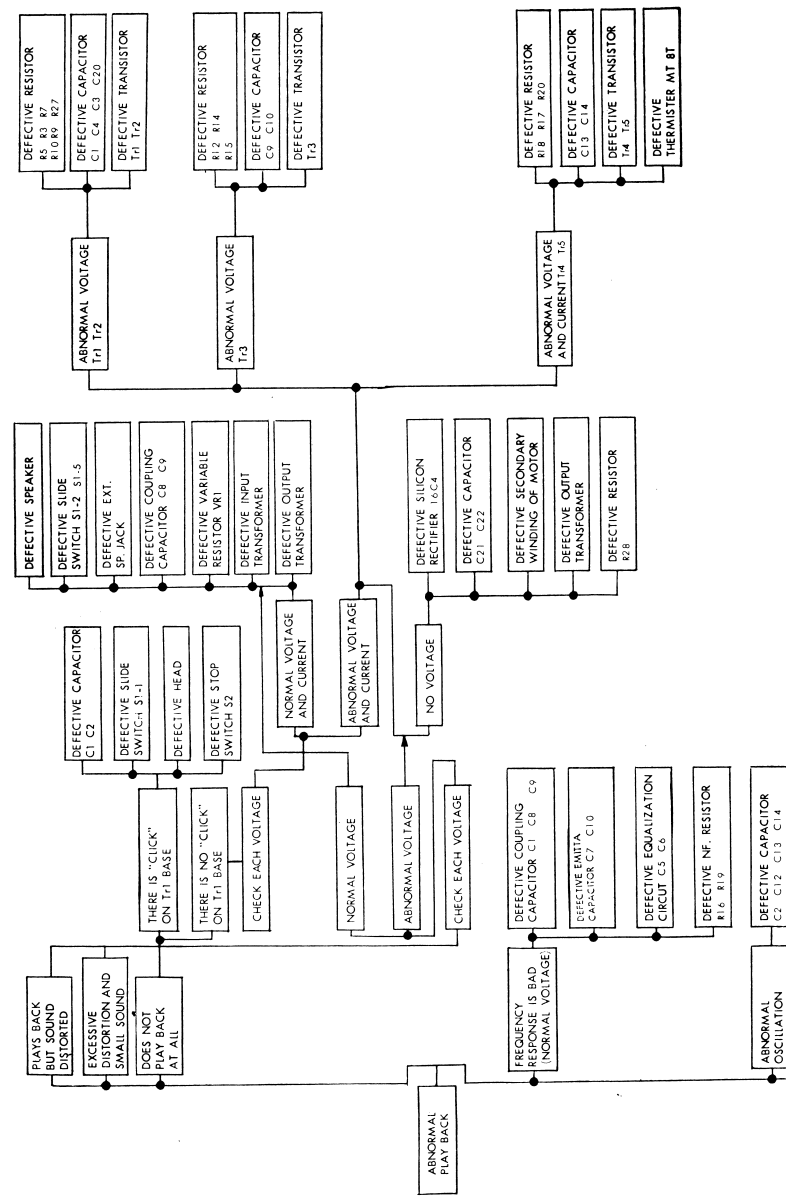 ABNORMAL
PLAY BACK
PLAYS BACK
BUT SOUND
DISTORTED
EXCESSIVE
DISTORTION AND
SMALL SOUND
DOES NOT
PLAY BACK
AT ALL
FREQUENCY
RESPONSE IS BAD
(NORMAL VOLTAGE)
ABNORMAL
OSCILLATION
THERE IS "CLICK"
ON Tr1 BASE
THERE IS NO "CLICK"
ON Tr1 BASE
CHECK EACH VOLTAGE
NORMAL VOLTAGE
ABNORMAL VOLTAGE
CHECK EACH VOLTAGE
DEFECTIVE COUPLING
CAPACITOR C1 C8 C9
DEFECTIVE EMITTA
CAPACITOR C7 C10
DEFECTIVE EQUALIZATION
CIRCUT C5 C6
DEFECTIVE NF. RESISTOR
R16 R19
DEFECTIVE CAPACITOR
C2 C12 C13 C14
DEFECTIVE CAPACITOR
C1 C2
DEFECTIVE SLIDE
SWITCH S1-1
DEFECTIVE HEAD
DEFECTIVE STOP
SWITCH S2
NORMAL VOLTAGE
AND CURRENT
ABNORMAL VOLTAGE
AND CURRENT
NO VOLTAGE
DEFECTIVE SPEAKER
DEFECTIVE SLIDE
SWITCH S1-2 S1-5
DEFECTIVE EXT.
SP. JACK
DEFECTIVE COUPLING
CAPACITOR C8 C9
DEFECTIVE VARIABLE
RESISTOR VR1
DEFECTIVE INPUT
TRANSFORMER
DEFECTIVE OUTPUT
TRANSFORMER
DEFECTIVE SILICON
RECTIFIER 16C4
DEFECTIVE CAPACITOR
C21 C22
DEFECTIVE SECONDARY
WINDING OF MOTOR
DEFECTIVE OUTPUT
TRANSFORMER
DEFECTIVE RESISTOR
R28
ABNORMAL VOLTAGE
Tr1 Tr2
ABNORMAL VOLTAGE
Tr3
ABNORMAL VOLTAGE
AND CURRENT Tr4 Tr5
DEFECTIVE RESISTOR
R5 R3 R7
R10 R9 R27
DEFECTIVE CAPACITOR
C1 C4 C3 C20
DEFECTIVE TRANSISTOR
Tr1 Tr2
DEFECTIVE RESISTOR
R12 R14
R15
DEFECTIVE CAPACITOR
C9 C10
DEFECTIVE TRANSISTOR
Tr3
DEFECTIVE RESISTOR
R18 R17 R20
DEFECTIVE CAPACITOR
C13 C14
DEFECTIVE TRANSISTOR
Tr4 Tr5
DEFECTIVE
THERMISTER MT 8T